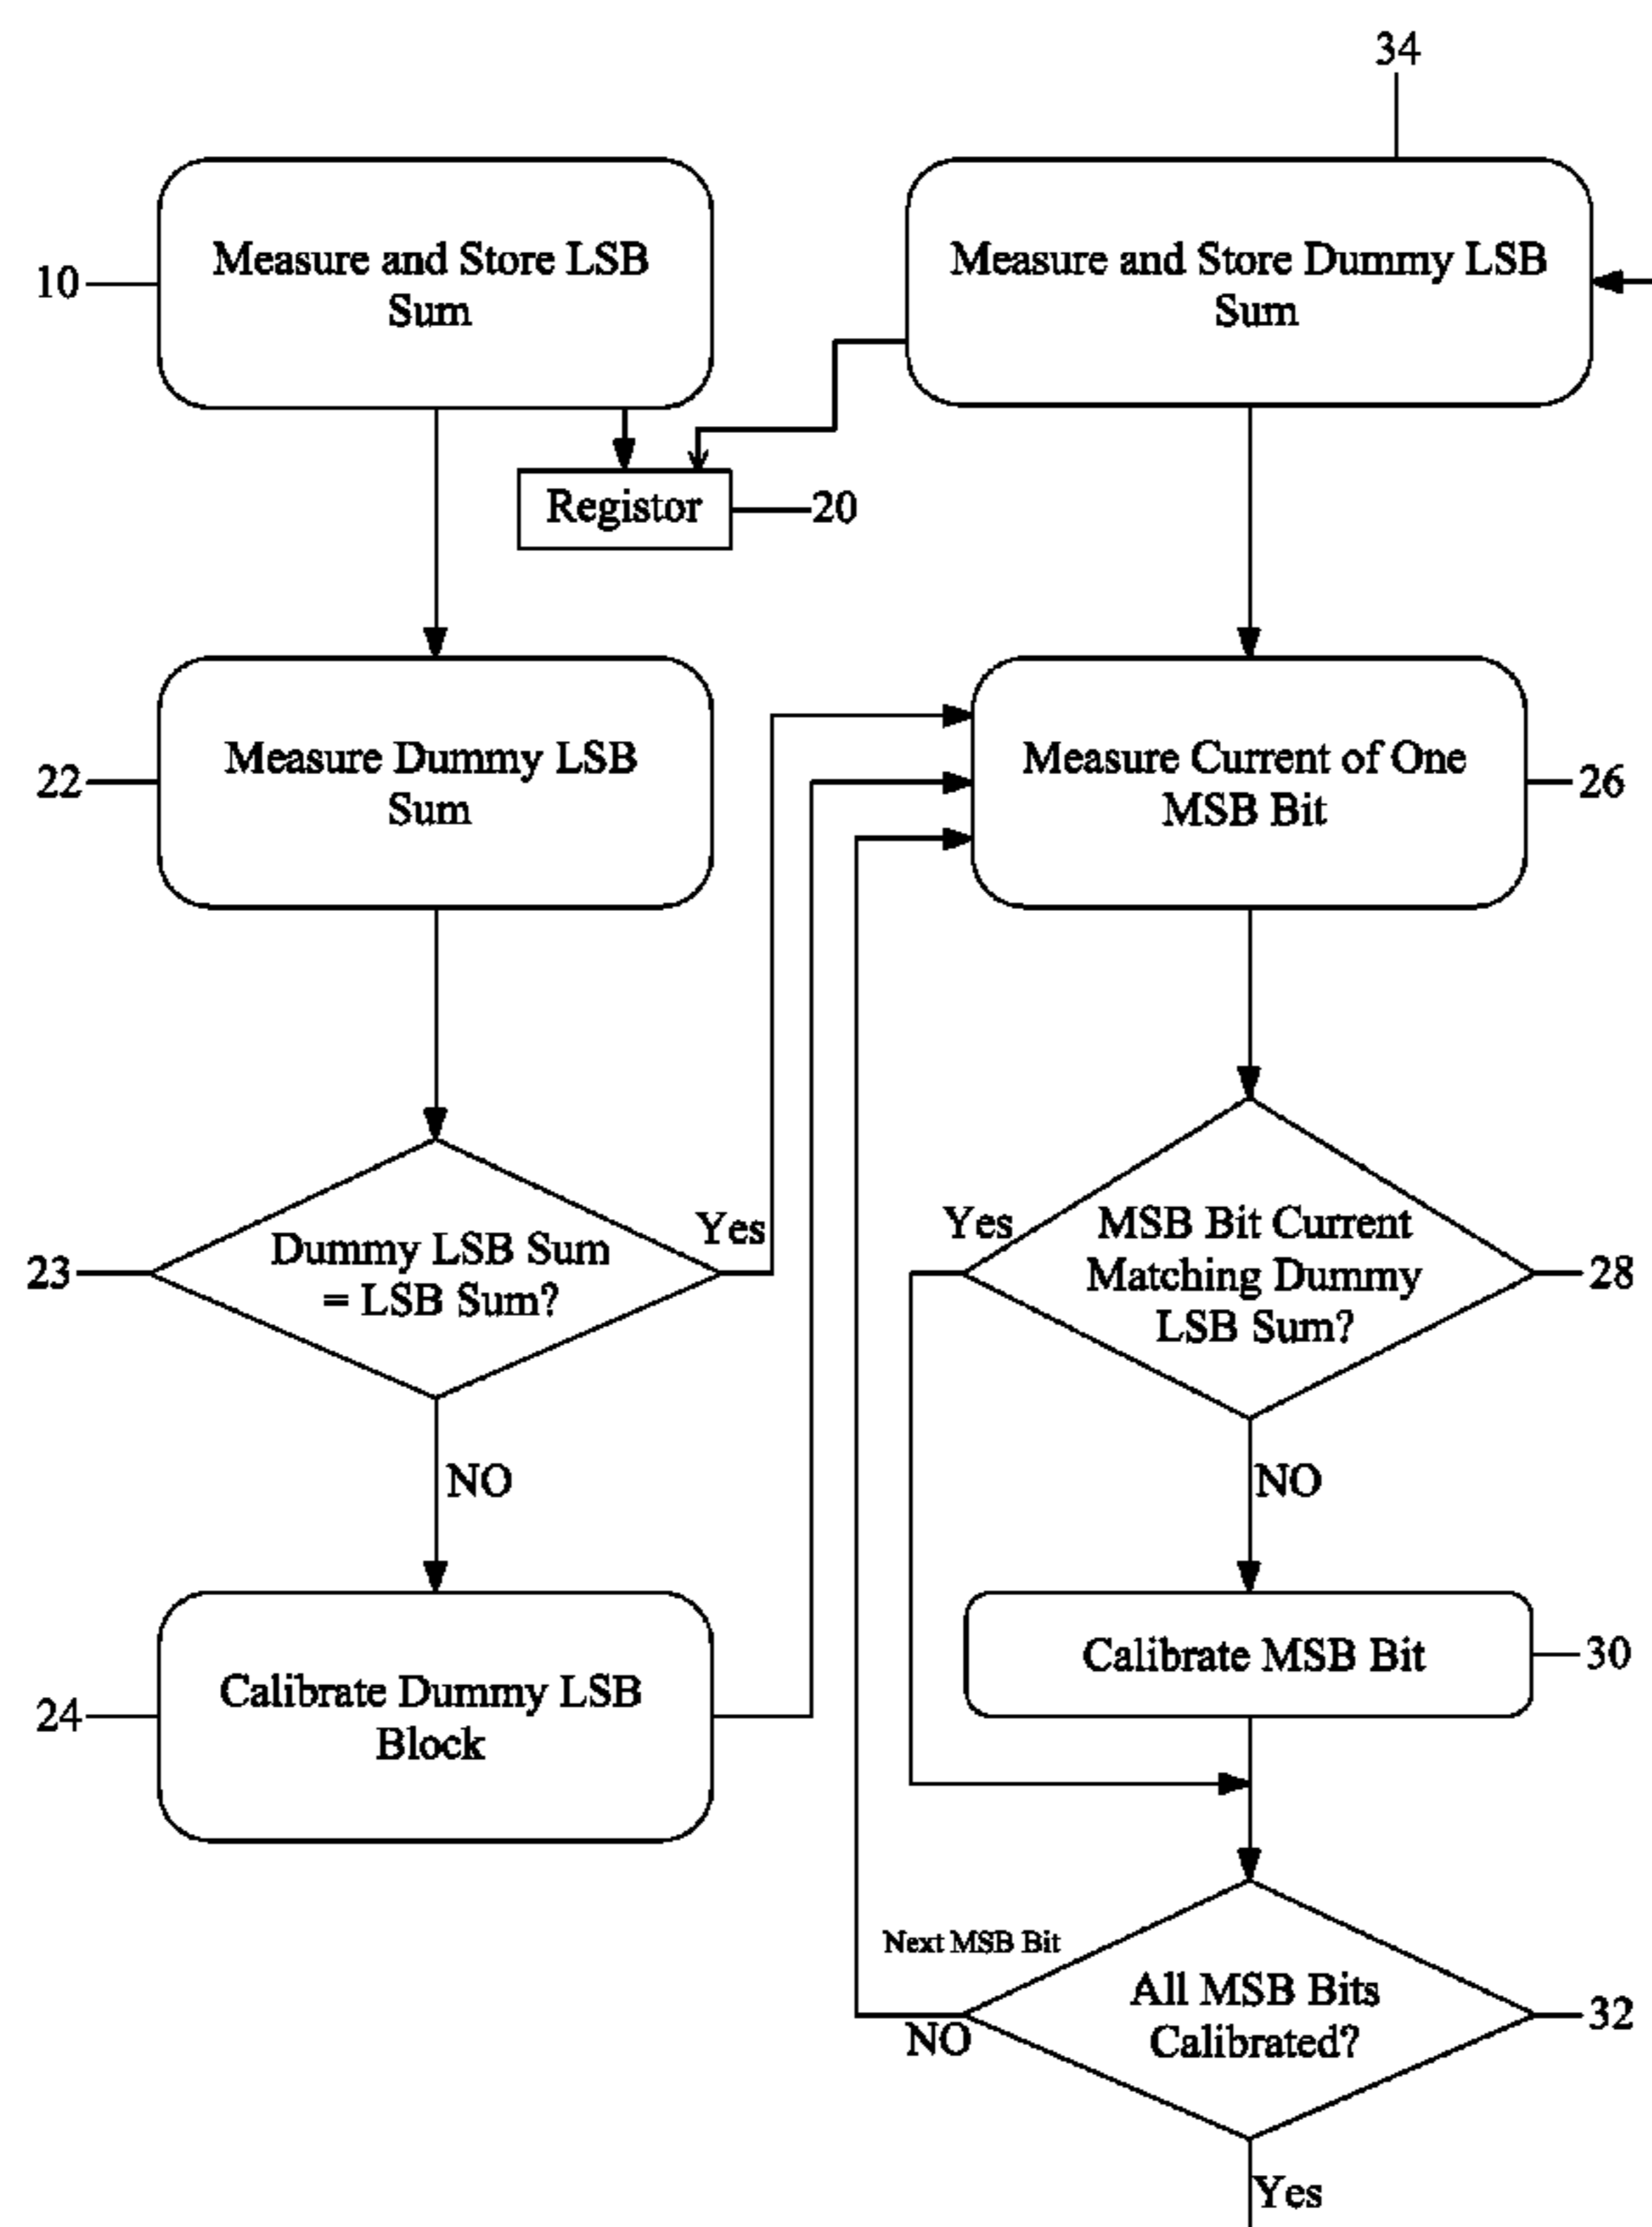 34
Measure and Store LSB
Sum
10
Measure and Store Dummy LSB
Sum
Registor
20
Measure Dummy LSB
Sum
22
Measure Current of One
MSB Bit
26
Dummy LSB Sum
= LSB Sum?
23
Yes
NO
Yes
MSB Bit Current
Matching Dummy
LSB Sum?
28
NO
Calibrate Dummy LSB
Block
24
Calibrate MSB Bit
30
Next MSB Bit
All MSB Bits
Calibrated?
32
NO
Yes